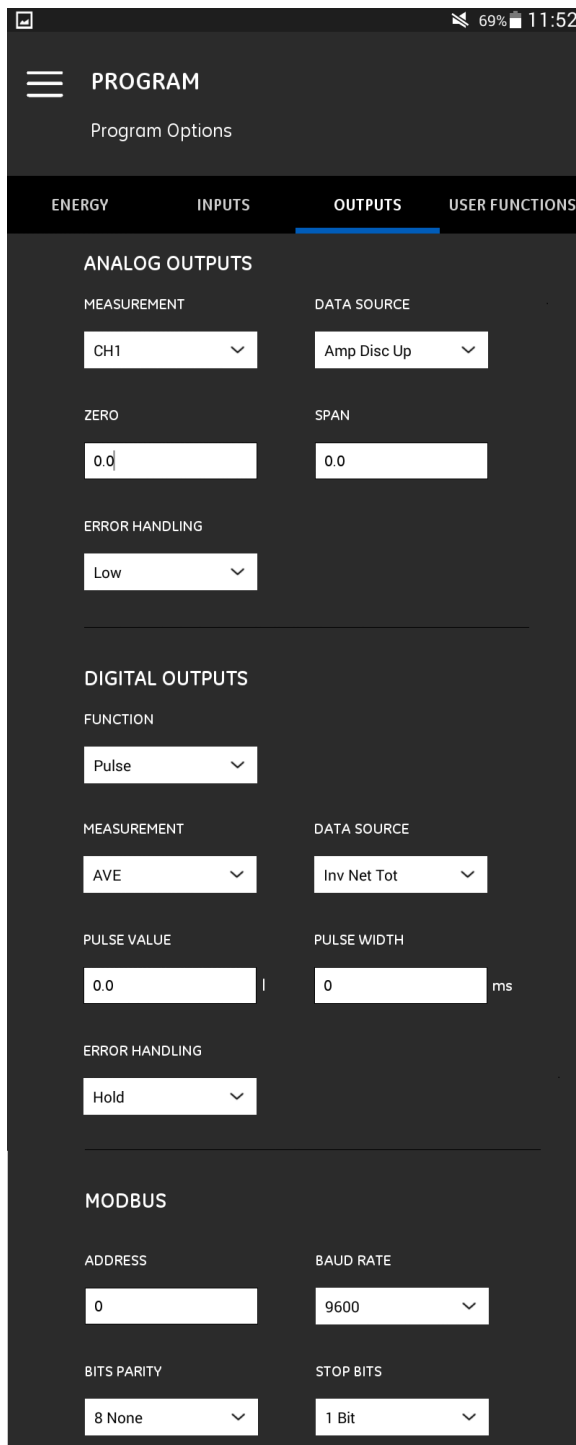 69% 11:52
PROGRAM
Program Options
ENERGY INPUTS OUTPUTS USER FUNCTIONS
ANALOG OUTPUTS
MEASUREMENT DATA SOURCE
CH1 Amp Disc Up
ZERO SPAN
0.0 0.0
ERROR HANDLING
Low
DIGITAL OUTPUTS
FUNCTION
Pulse
MEASUREMENT DATA SOURCE
AVE Inv Net Tot
PULSE VALUE PULSE WIDTH
0.0 l 0 ms
ERROR HANDLING
Hold
MODBUS
ADDRESS BAUD RATE
0 9600
BITS PARITY STOP BITS
8 None 1 Bit